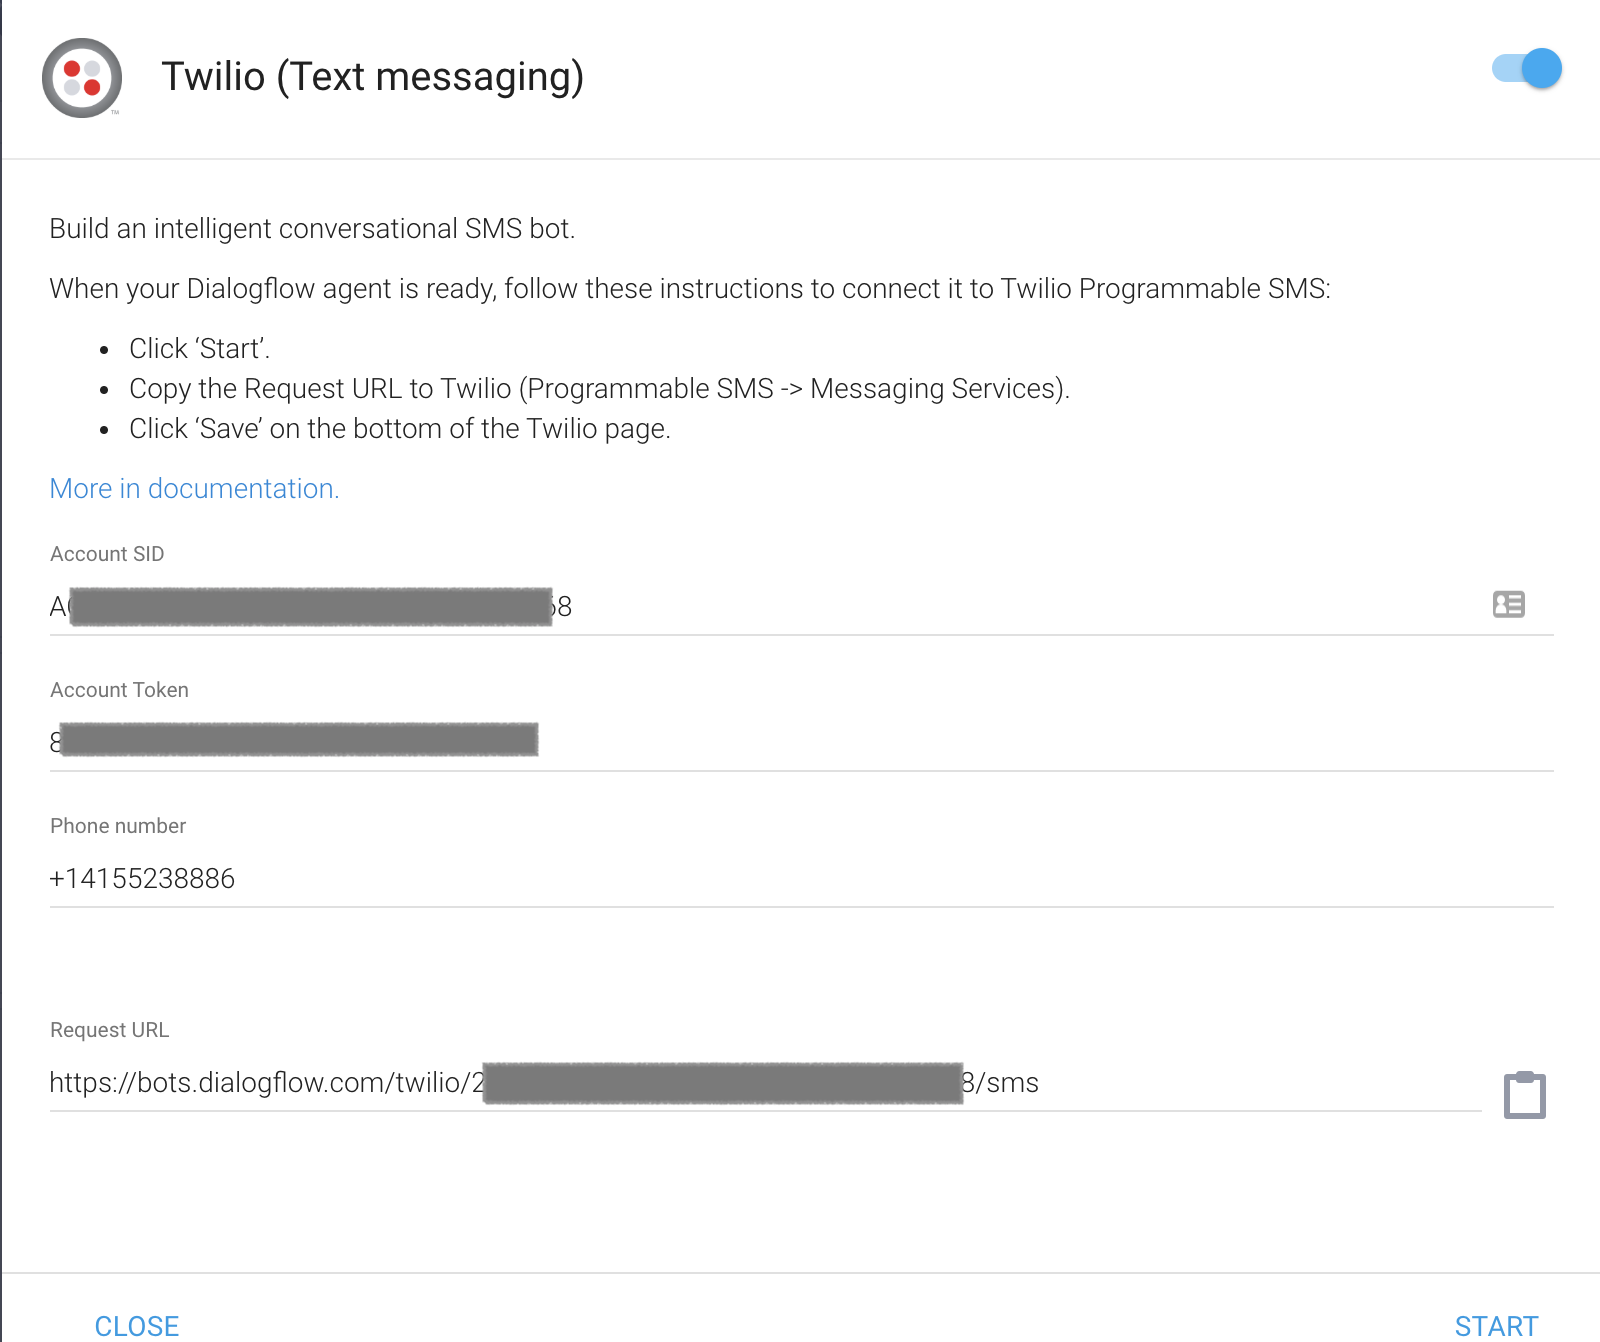 Twilio (Text messaging)
TM
Build an intelligent conversational SMS bot.
When your Dialogflow agent is ready, follow these instructions to connect it to Twilio Programmable SMS:
• Click ‘Start’.
• Copy the Request URL to Twilio (Programmable SMS -> Messaging Services).
• Click ‘Save’ on the bottom of the Twilio page.
More in documentation.
Account SID
A 8
Account Token
8
Phone number
+14155238886
Request URL
https://bots.dialogflow.com/twilio/2 8/sms
CLOSE
START